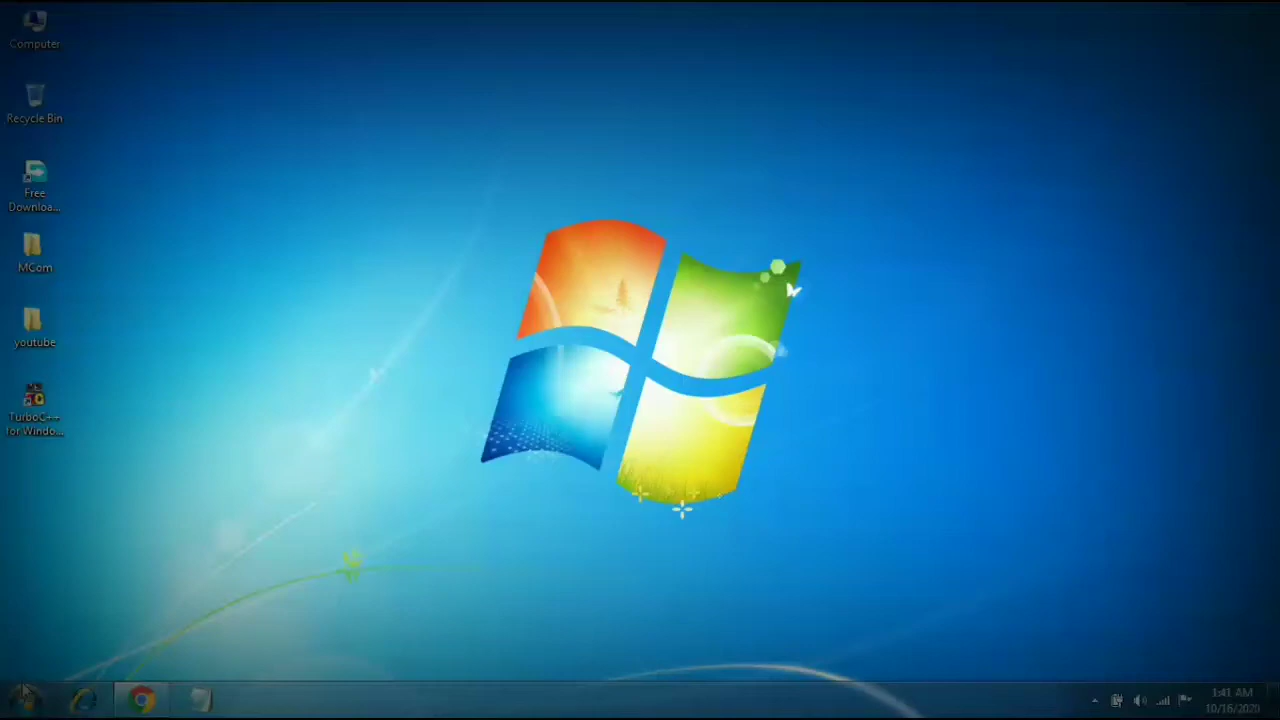 Computer
Recycle Bin
Free
Downloa...
MCom
youtube
TurboC++
for Windo...
1:41 AM
10/16/2020